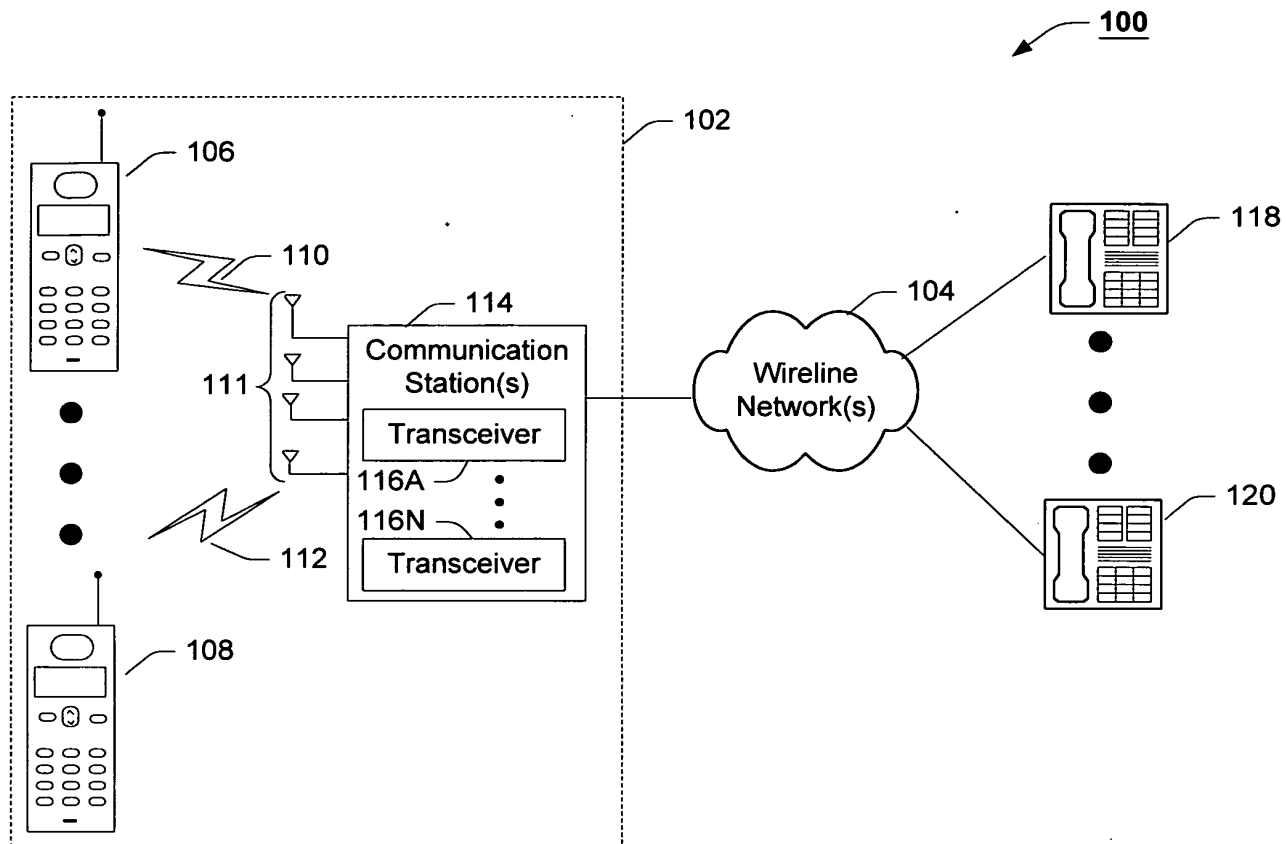 100
102
106
118
110
114
104
Communication
Station(s)
Wireline
Network(s)
111
Transceiver
116A
120
116N
112
Transceiver
108